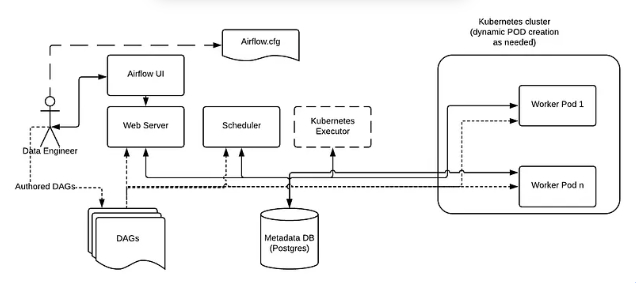 Kubernetes cluster
(dynamic POD creation
as needed)
Airflow.cfg
Airflow UI
Web Server
Scheduler
Kubernetes
Executor
Worker Pod 1
Data Engineer
Authored DAGs
Worker Pod n
DAGs
Metadata DB
(Postgres)